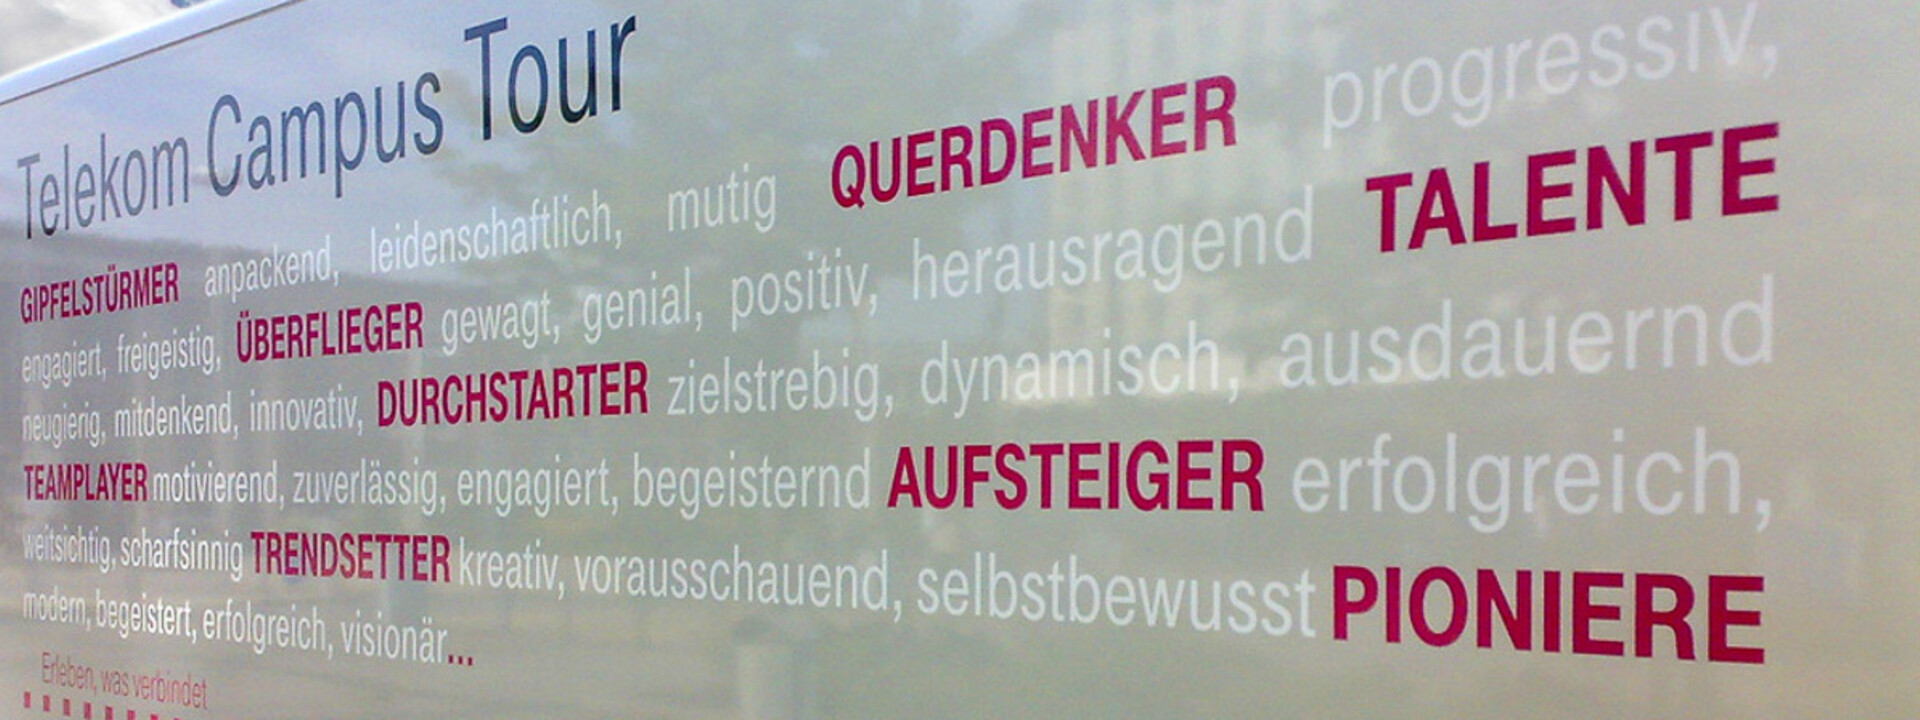 Telekom Campus Tour
GIPFELSTÜRMER anpackend, leidenschaftlich, mutig QUERDENKER progressiv,
engagiert, freigeistig, ÜBERFLIEGER gewagt, genial, positiv, herausragend TALENTE
neugierig, mitdenkend, innovativ, DURCHSTARTER zielstrebig, dynamisch, ausdauernd
TEAMPLAYER motivierend, zuverlässig, engagiert, begeisternd AUFSTEIGER erfolgreich,
weitsichtig, scharfsinnig TRENDSETTER kreativ, vorausschauend, selbstbewusst PIONIERE
modern, begeistert, erfolgreich, visionär...
Erleben, was verbindet